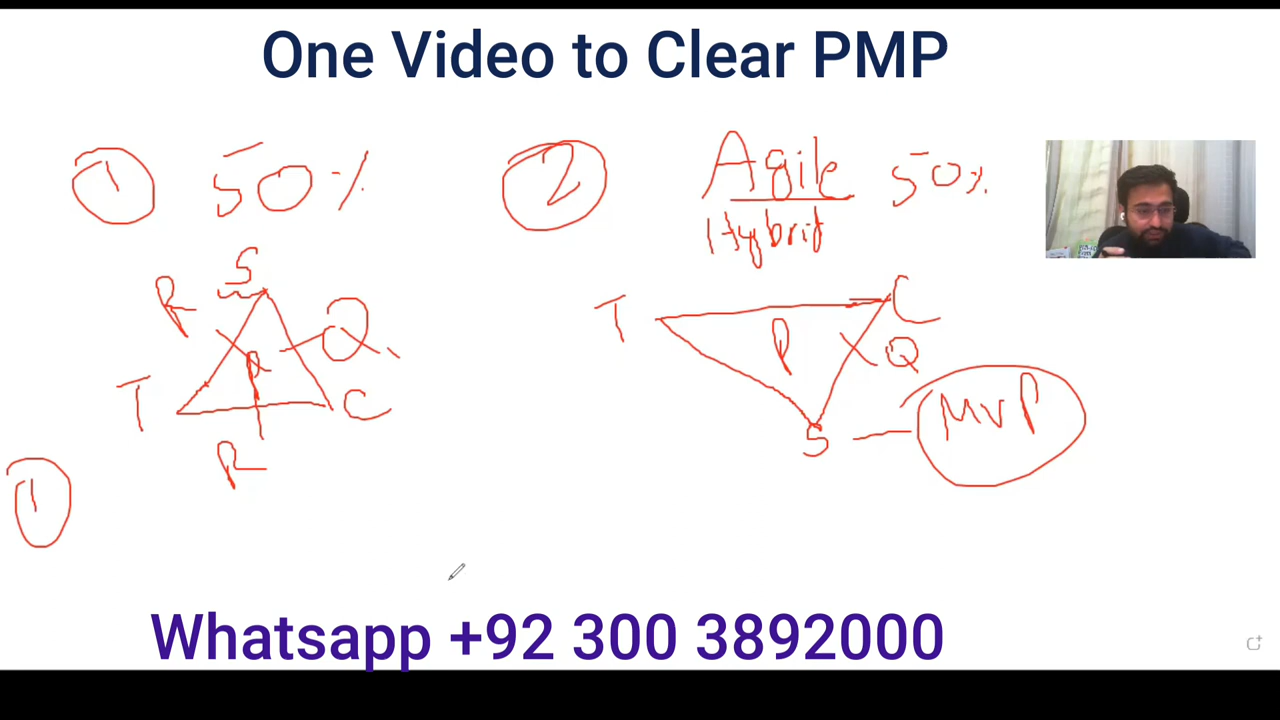 One Video to Clear PMP
1 50%
2 Agile 50%
Hybrid
S
R
Q
T
C
R
T
C
P
Q
S
MVP
1
Whatsapp +92 300 3892000